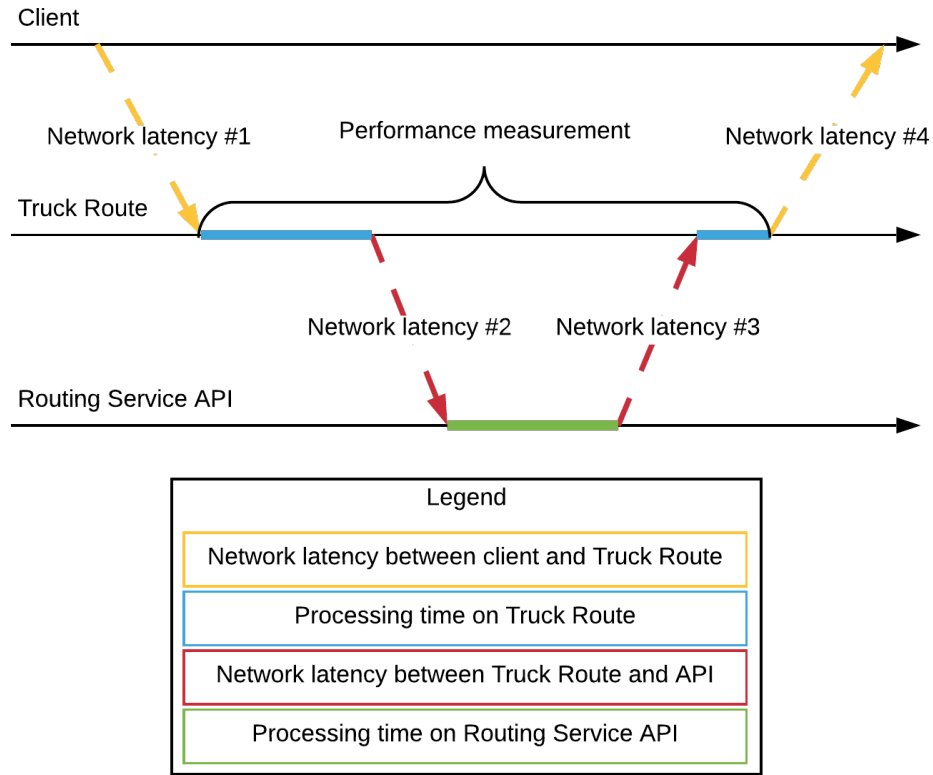 Client
Network latency #1
Performance measurement
Network latency #4
Truck Route
Network latency #2
Network latency #3
Routing Service API
Legend
Network latency between client and Truck Route
Processing time on Truck Route
Network latency between Truck Route and API
Processing time on Routing Service API